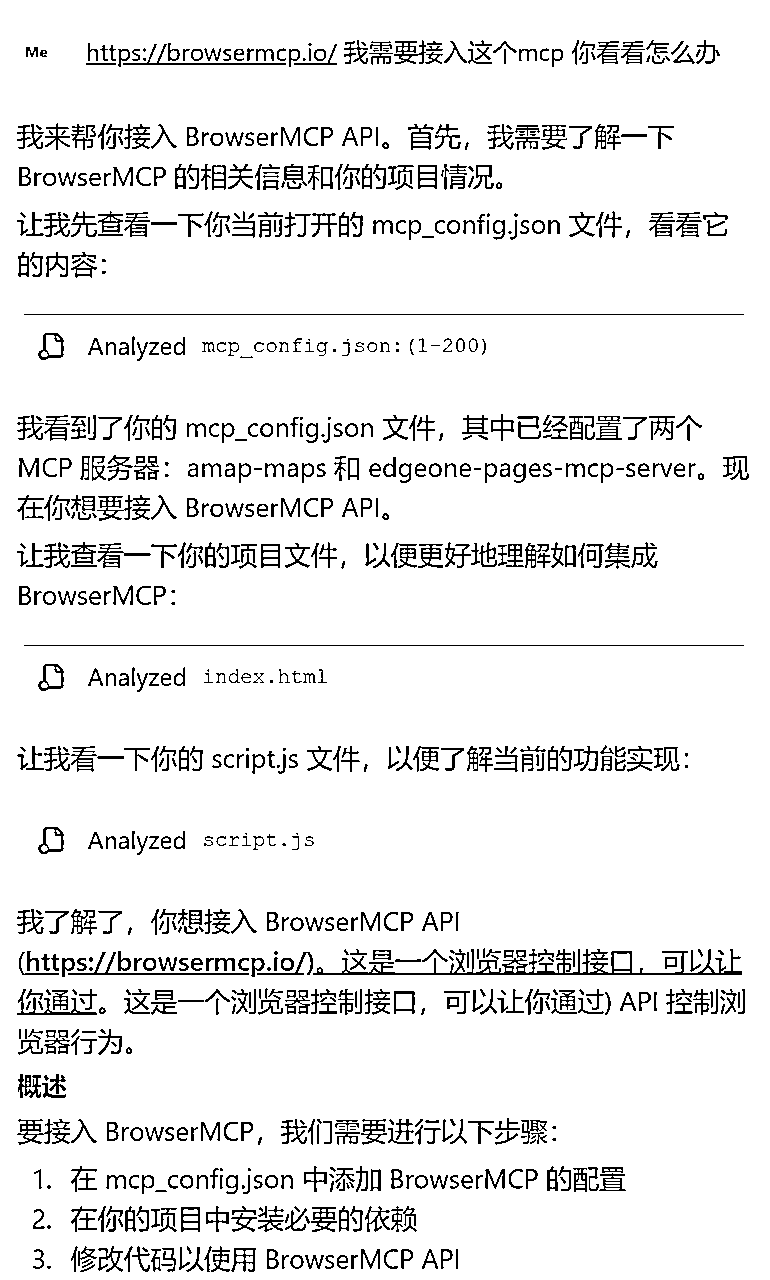 Me https://browsermcp.io/ 我需要接入这个mcp 你看看怎么办
我来帮你接入 BrowserMCP API。首先，我需要了解一下
BrowserMCP 的相关信息和你的项目情况。
让我先查看一下你当前打开的 mcp_config.json 文件，看看它
的内容：
Analyzed mcp_config.json:(1-200)
我看到了你的 mcp_config.json 文件，其中已经配置了两个
MCP 服务器：amap-maps 和 edgeone-pages-mcp-server。现
在你想要接入 BrowserMCP API。
让我查看一下你的项目文件，以便更好地理解如何集成
BrowserMCP：
Analyzed index.html
让我看一下你的 script.js 文件，以便了解当前的功能实现：
Analyzed script.js
我了解了，你想接入 BrowserMCP API
(https://browsermcp.io/)。这是一个浏览器控制接口，可以让
你通过。这是一个浏览器控制接口，可以让你通过) API 控制浏
览器行为。
概述
要接入 BrowserMCP，我们需要进行以下步骤：
1. 在 mcp_config.json 中添加 BrowserMCP 的配置
2. 在你的项目中安装必要的依赖
3. 修改代码以使用 BrowserMCP API